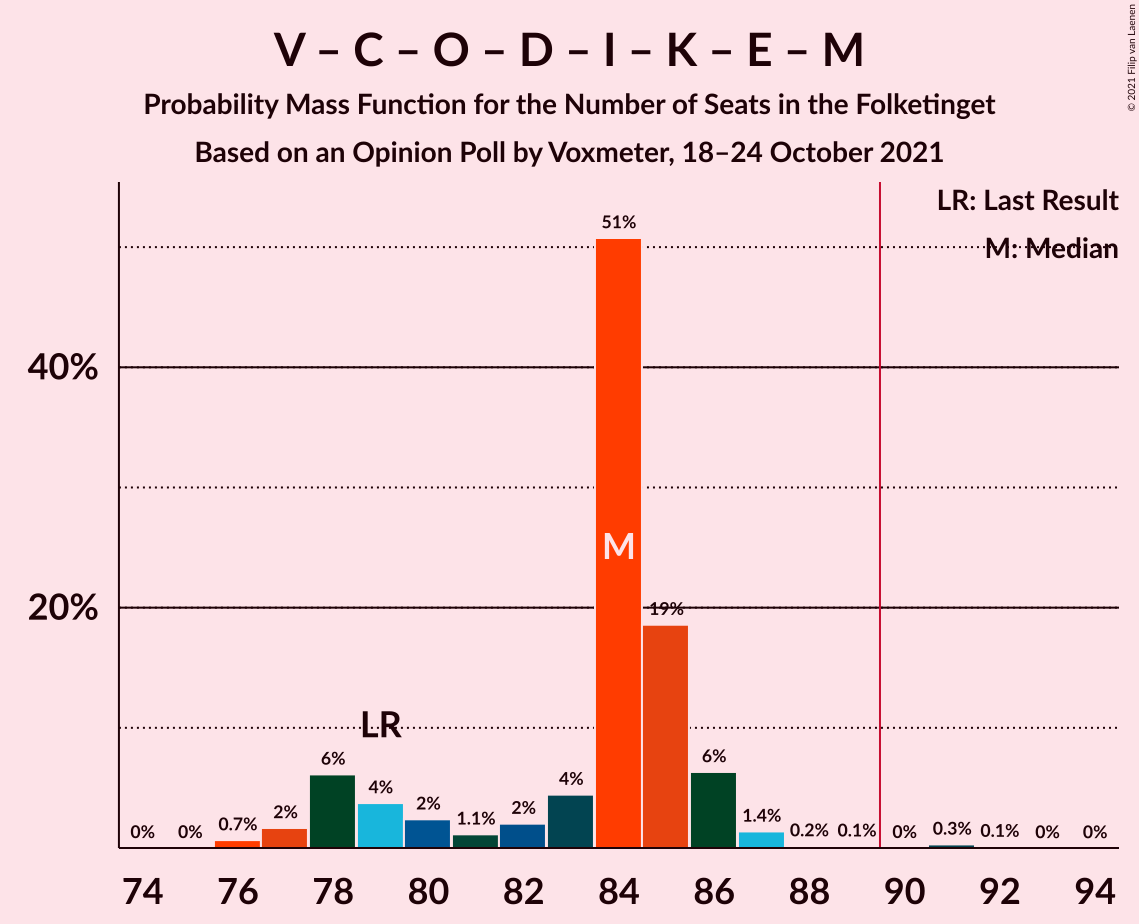 V – C – O – D – I – K – E – M
Probability Mass Function for the Number of Seats in the Folketinget
Based on an Opinion Poll by Voxmeter, 18–24 October 2021
© 2021 Filip van Laenen
LR: Last Result
M: Median
51%
40%
M
20%
19%
LR
6%
6%
4%
4%
2%
2%
2%
1.4%
1.1%
0.7%
0% 0% 0.2% 0.1% 0% 0.3% 0.1% 0% 0%
74 76 78 80 82 84 86 88 90 92 94